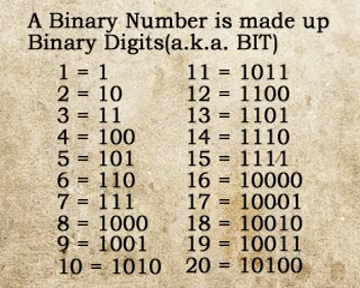 A Binary Number is made up
Binary Digits(a.k.a. BIT)
1 = 1
2 = 10
3 = 11
4 = 100
5 = 101
6 = 110
7 = 111
8 = 1000
9 = 1001
10 = 1010
11 = 1011
12 = 1100
13 = 1101
14 = 1110
15 = 1111
16 = 10000
17 = 10001
18 = 10010
19 = 10011
20 = 10100